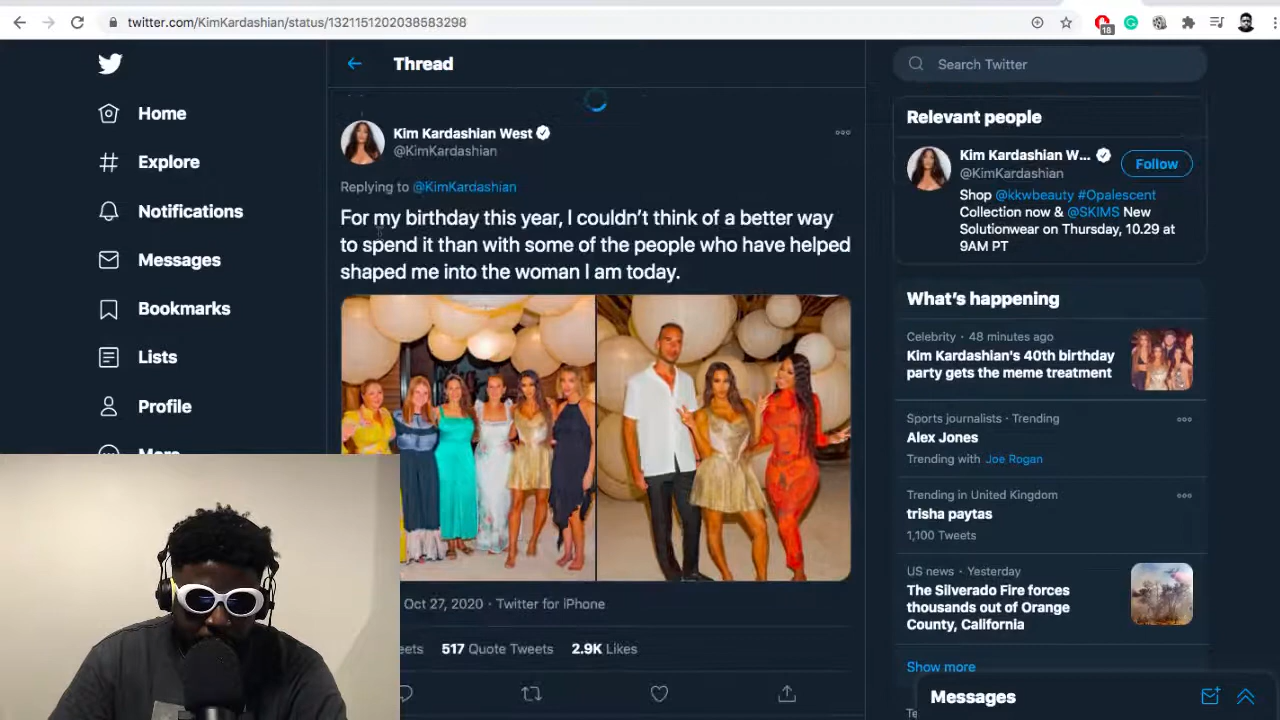 twitter.com/KimKardashian/status/1321151202038583298
18
Home
Explore
Notifications
Messages
Bookmarks
Lists
Profile
More
Thread
Kim Kardashian West
@KimKardashian
Replying to @KimKardashian
For my birthday this year, I couldn't think of a better way
to spend it than with some of the people who have helped
shaped me into the woman I am today.
Oct 27, 2020 · Twitter for iPhone
517 Quote Tweets 2.9K Likes
Search Twitter
Relevant people
Kim Kardashian W...
@KimKardashian
Follow
Shop @kkwbeauty #Opalescent
Collection now & @SKIMS New
Solutionwear on Thursday, 10.29 at
9AM PT
What's happening
Celebrity · 48 minutes ago
Kim Kardashian's 40th birthday
party gets the meme treatment
Sports journalists · Trending
Alex Jones
Trending with Joe Rogan
Trending in United Kingdom
trisha paytas
1,100 Tweets
US news · Yesterday
The Silverado Fire forces
thousands out of Orange
County, California
Show more
Messages